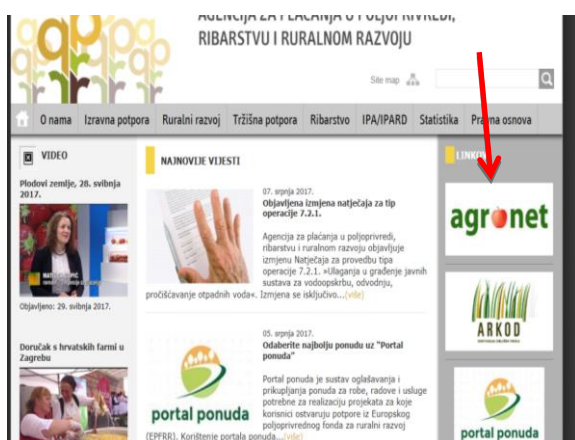 AGENCIJA ZA PLAĆANJA U POLJOPRIVREDI,
RIBARSTVU I RURALNOM RAZVOJU
Site map
O nama Izravna potpora Ruralni razvoj Tržišna potpora Ribarstvo IPA/IPARD Statistika Pravna osnova
VIDEO
Plodovi zemlje, 28. svibnja
2017.
Objavljeno: 29. svibnja 2017.
Doručak s hrvatskih farmi u
Zagrebu
NAJNOVIJE VIJESTI
07. srpnja 2017.
Objavljena izmjena natječaja za tip
operacije 7.2.1.
Agencija za plaćanja u poljoprivredi,
ribarstvu i ruralnom razvoju objavljuje
izmjenu Natječaja za provedbu tipa
operacije 7.2.1. »Ulaganja u građenje javnih
sustava za vodoopskrbu, odvodnju,
pročišćavanje otpadnih voda«. Izmjena se isključivo...(više)
05. srpnja 2017.
Odaberite najbolju ponudu uz "Portal
ponuda"
Portal ponuda je sustav oglašavanja i
prikupljanja ponuda za robe, radove i usluge
potrebne za realizaciju projekata za koje
korisnici ostvaruju potpore iz Europskog
poljoprivrednog fonda za ruralni razvoj
(EPFRR). Korištenje portala ponuda...(više)
portal ponuda
LINKOVI
agronet
ARKOD
portal ponuda